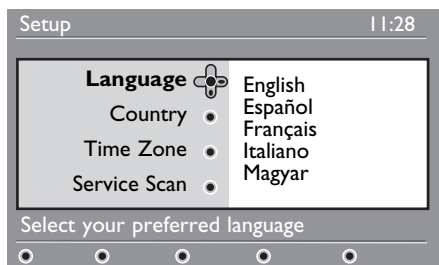 Setup 11:28
Language
Country
Time Zone
Service Scan
English
Español
Français
Italiano
Magyar
Select your preferred language